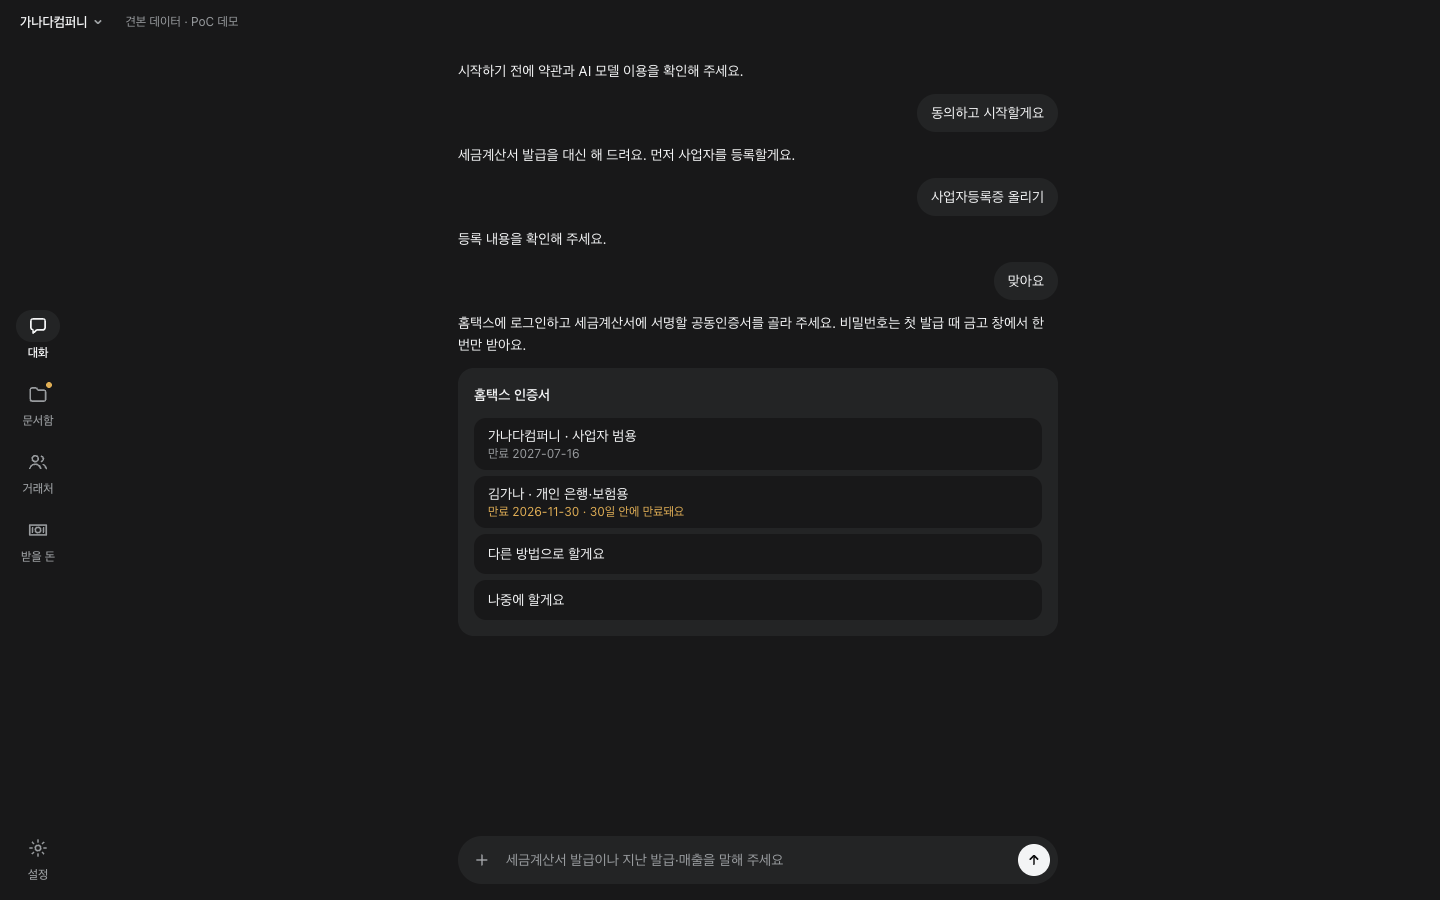 가나다컴퍼니
견본 데이터 · PoC 데모
시작하기 전에 약관과 AI 모델 이용을 확인해 주세요.
동의하고 시작할게요
세금계산서 발급을 대신 해 드려요. 먼저 사업자를 등록할게요.
사업자등록증 올리기
등록 내용을 확인해 주세요.
맞아요
홈택스에 로그인하고 세금계산서에 서명할 공동인증서를 골라 주세요. 비밀번호는 첫 발급 때 금고 창에서 한
번만 받아요.
홈택스 인증서
가나다컴퍼니 · 사업자 범용
만료 2027-07-16
김가나 · 개인 은행·보험용
만료 2026-11-30 · 30일 안에 만료돼요
다른 방법으로 할게요
나중에 할게요
대화
문서함
거래처
받을 돈
설정
세금계산서 발급이나 지난 발급·매출을 말해 주세요